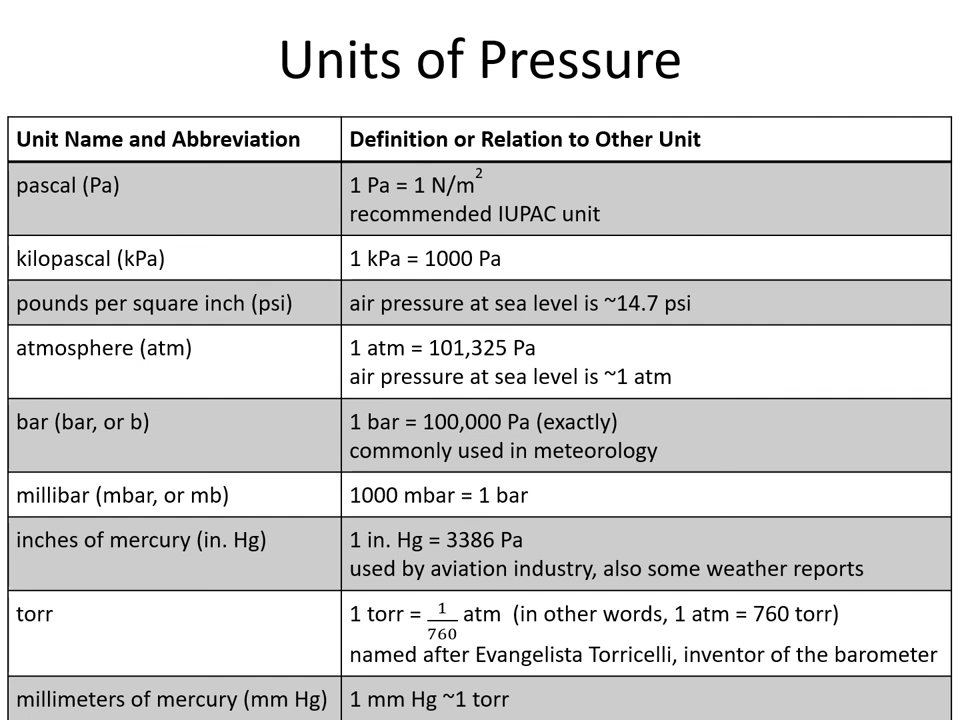 Units of Pressure
Unit Name and Abbreviation
Definition or Relation to Other Unit
pascal (Pa)
1 Pa = 1 N/m²
recommended IUPAC unit
kilopascal (kPa)
1 kPa = 1000 Pa
pounds per square inch (psi)
air pressure at sea level is ~14.7 psi
atmosphere (atm)
1 atm = 101,325 Pa
air pressure at sea level is ~1 atm
bar (bar, or b)
1 bar = 100,000 Pa (exactly)
commonly used in meteorology
millibar (mbar, or mb)
1000 mbar = 1 bar
inches of mercury (in. Hg)
1 in. Hg = 3386 Pa
used by aviation industry, also some weather reports
torr
1 torr = 1/760 atm (in other words, 1 atm = 760 torr)
named after Evangelista Torricelli, inventor of the barometer
millimeters of mercury (mm Hg)
1 mm Hg ~1 torr